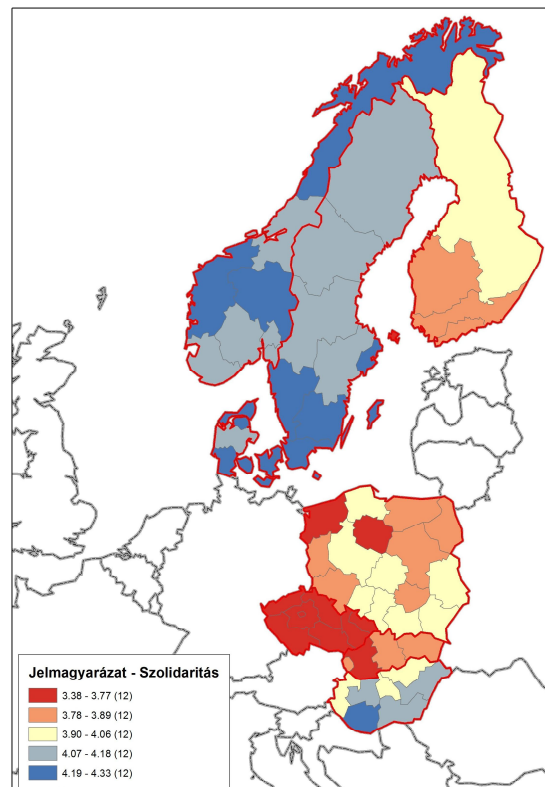 Jelmagyarázat - Szolidaritás
3.38 - 3.77 (12)
3.78 - 3.89 (12)
3.90 - 4.06 (12)
4.07 - 4.18 (12)
4.19 - 4.33 (12)